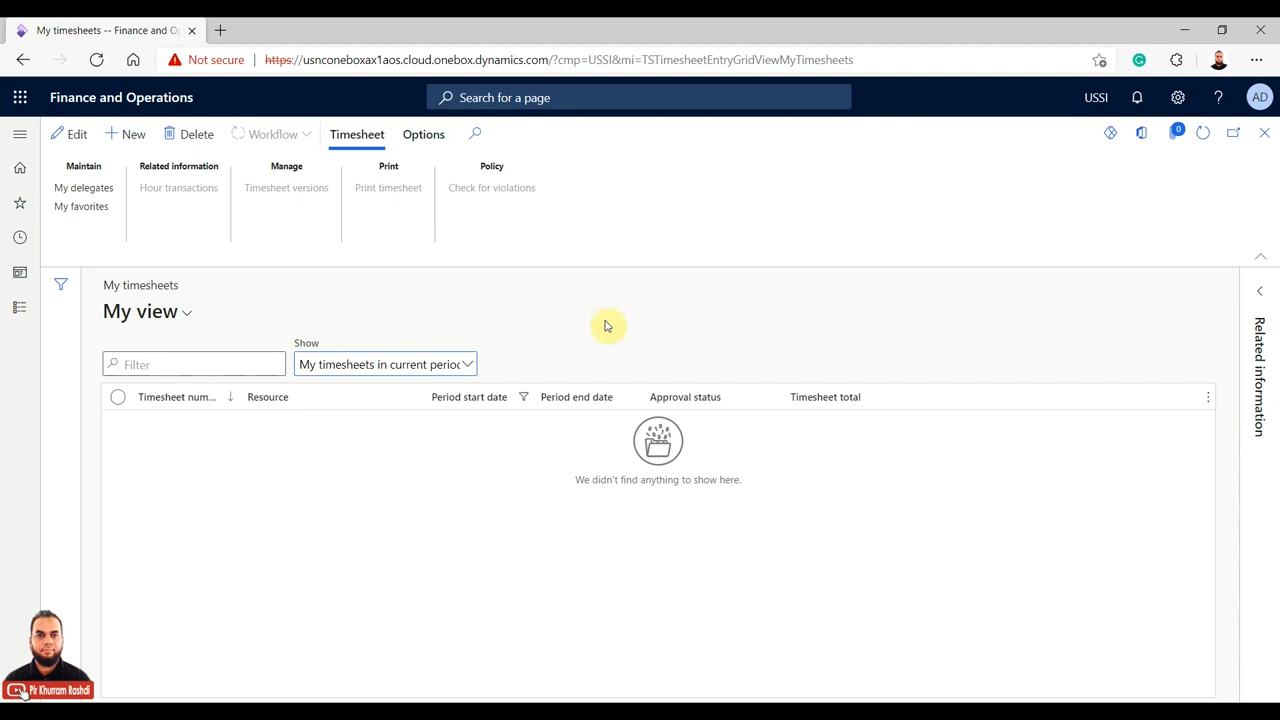 My timesheets -- Finance and Op
Not secure
https://usnconeboxax1aos.cloud.onebox.dynamics.com/?cmp=USSI&mi=TSTimesheetEntryGridViewMyTimesheets
Finance and Operations
Search for a page
USSI
?
AD
Edit
New
Delete
Workflow
Timesheet
Options
0
Maintain
Related information
Manage
Print
Policy
My delegates
Hour transactions
Timesheet versions
Print timesheet
Check for violations
My favorites
My timesheets
My view
Show
Filter
My timesheets in current period
Timesheet num...
Resource
Period start date
Period end date
Approval status
Timesheet total
We didn't find anything to show here.
Related information
Pir Khurram Rashdi